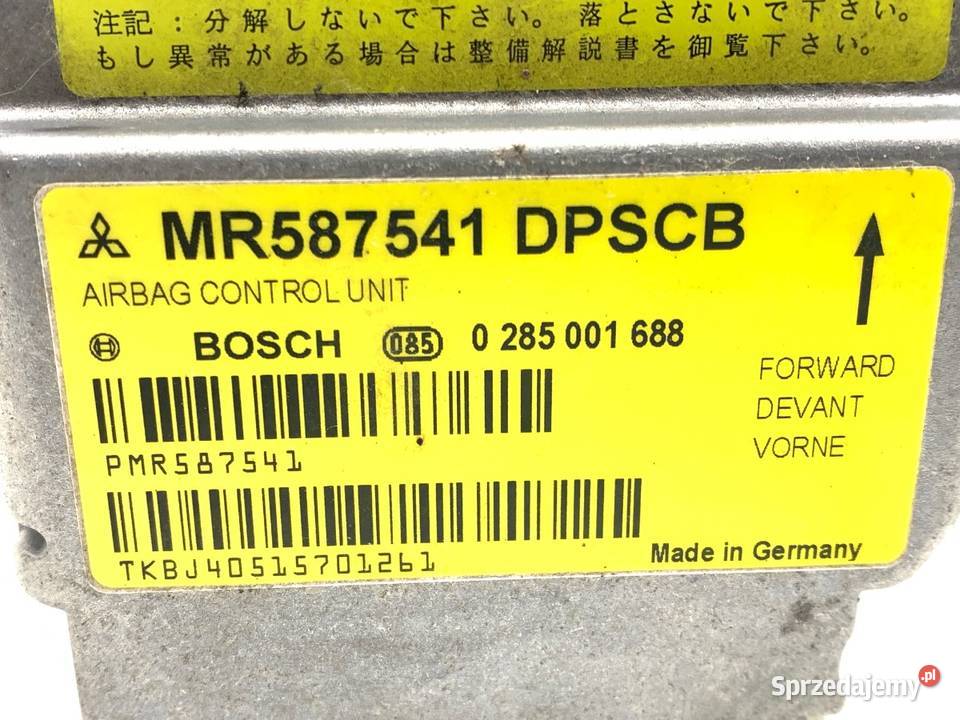 注記：分解しないで下さい。落とさないで下さい。
もし異常がある場合は整備解説書を御覧下さい。
MR587541 DPSCB
AIRBAG CONTROL UNIT
BOSCH 085 0 285 001 688
FORWARD
DEVANT
VORNE
PMR587541
TKBJ40515701261
Made in Germany
Sprzedajemy.pl